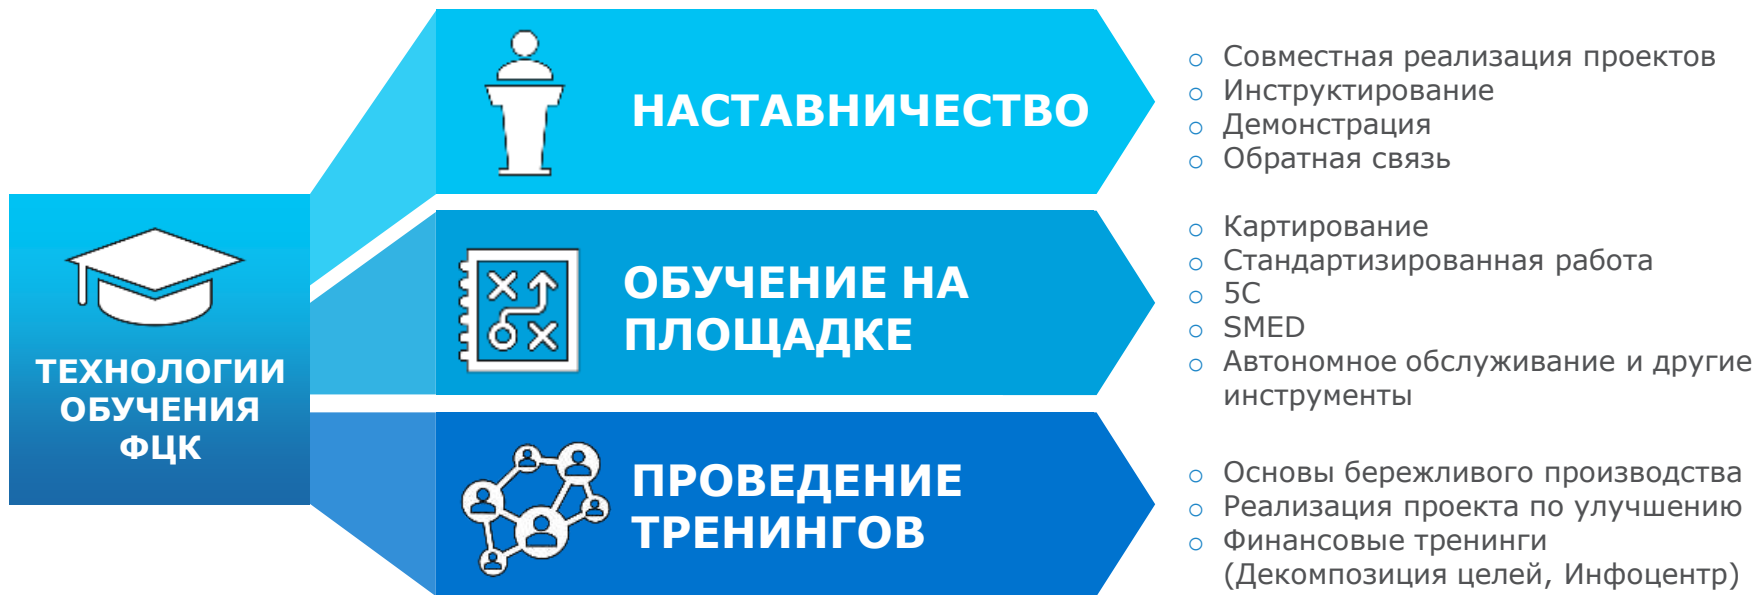 ТЕХНОЛОГИИ
ОБУЧЕНИЯ
ФЦК
НАСТАВНИЧЕСТВО
Совместная реализация проектов
Инструктирование
Демонстрация
Обратная связь
ОБУЧЕНИЕ НА
ПЛОЩАДКЕ
Картирование
Стандартизированная работа
5С
SMED
Автономное обслуживание и другие
инструменты
ПРОВЕДЕНИЕ
ТРЕНИНГОВ
Основы бережливого производства
Реализация проекта по улучшению
Финансовые тренинги
(Декомпозиция целей, Инфоцентр)